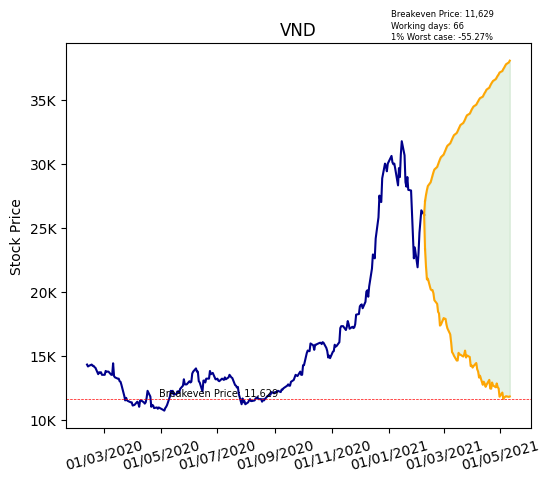 Breakeven Price: 11,629
Working days: 66
1% Worst case: -55.27%
VND
Stock Price
35K
30K
25K
20K
15K
10K
Breakeven Price: 11,629
01/03/2020
01/05/2020
01/07/2020
01/09/2020
01/11/2020
01/01/2021
01/03/2021
01/05/2021